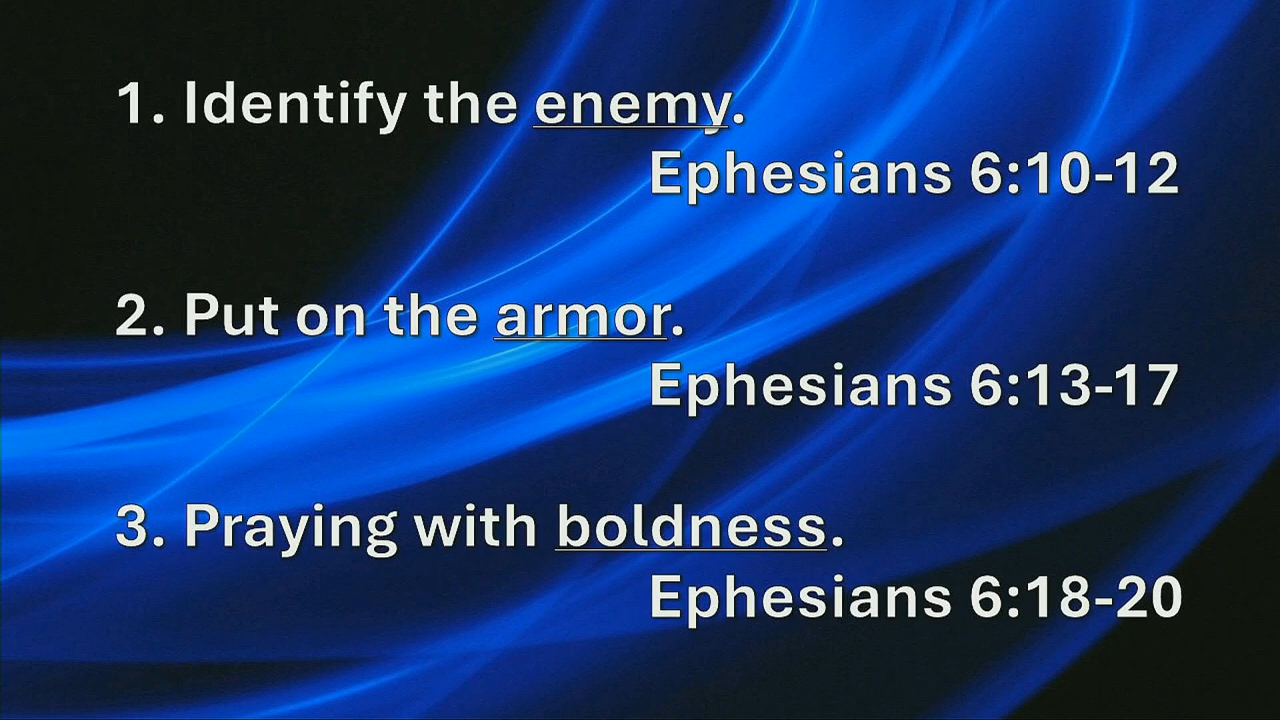 1. Identify the enemy.
Ephesians 6:10-12
2. Put on the armor.
Ephesians 6:13-17
3. Praying with boldness.
Ephesians 6:18-20